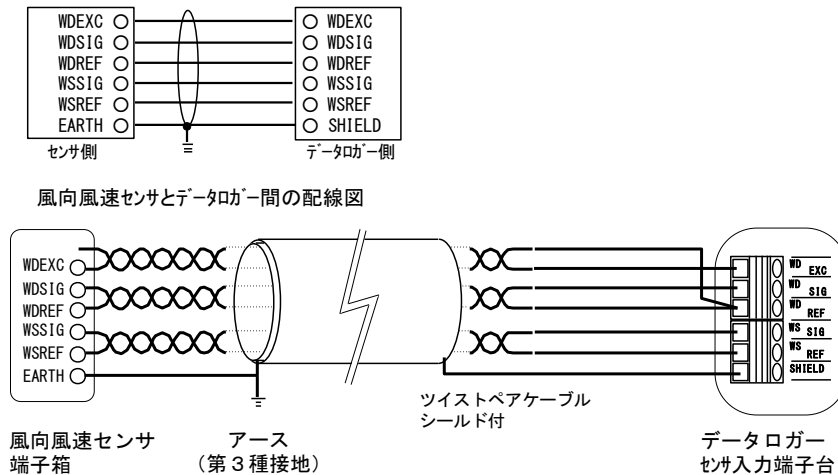 WDEXC WDEXC
WDSIG WDSIG
WDREF WDREF
WSSIG WSSIG
WSREF WSREF
EARTH SHIELD
センサ側 データロガー側
風向風速センサとデータロガー間の配線図
WDEXC
WDSIG
WDREF
WSSIG
WSREF
EARTH
WD EXC
WD SIG
WD REF
WS SIG
WS REF
SHIELD
ツイストペアケーブル
シールド付
風向風速センサ
端子箱
アース
(第3種接地)
データロガー
センサ入力端子台